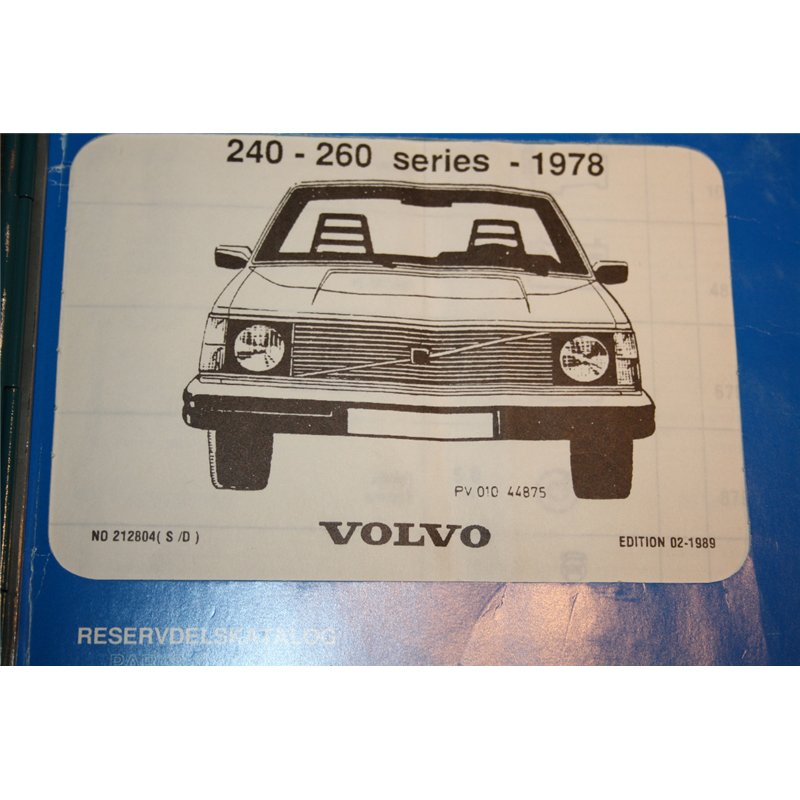 240 - 260 series - 1978
PV 010 44875
NO 212804( S /D )
VOLVO
EDITION 02-1989
RESERVDELSKATALOG